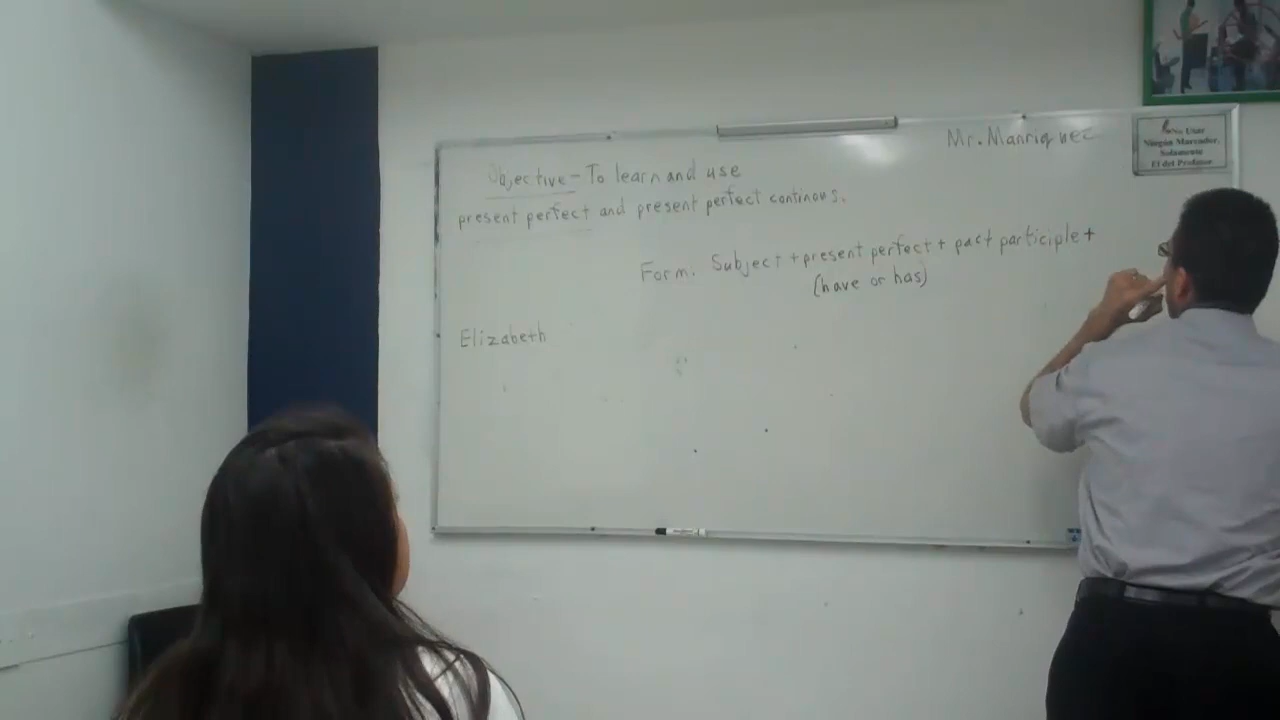 Mr. Manriquez
No Usar
Ningún Marcador,
Solamente
El del Profesor
Objective - To learn and use
present perfect and present perfect continous.
Form. Subject + present perfect + pact participle +
(have or has)
Elizabeth